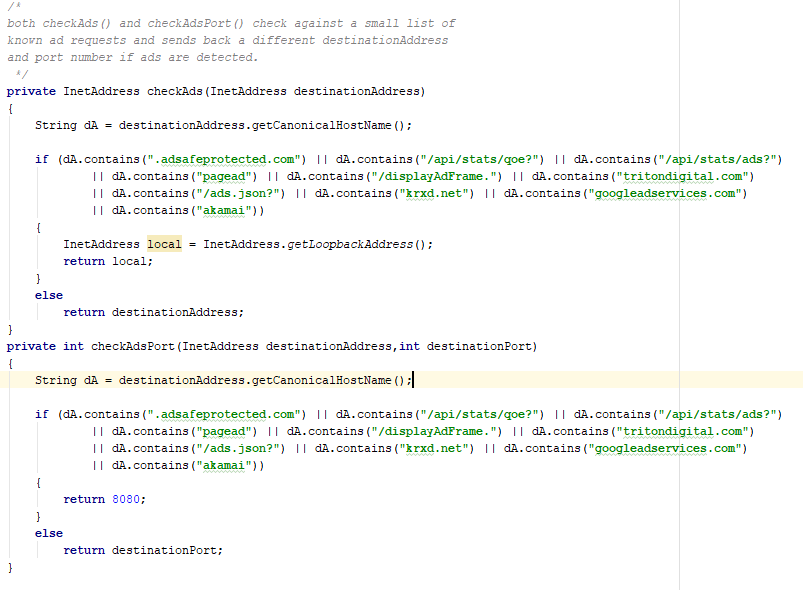 /*
both checkAds() and checkAdsPort() check against a small list of
known ad requests and sends back a different destinationAddress
and port number if ads are detected.
 */
private InetAddress checkAds(InetAddress destinationAddress)
{
    String dA = destinationAddress.getCanonicalHostName();

    if (dA.contains(".adsafeprotected.com") || dA.contains("/api/stats/qoe?") || dA.contains("/api/stats/ads?")
            || dA.contains("pagead") || dA.contains("/displayAdFrame.") || dA.contains("tritondigital.com")
            || dA.contains("/ads.json?") || dA.contains("krxd.net") || dA.contains("googleadservices.com")
            || dA.contains("akamai"))
    {
        InetAddress local = InetAddress.getLoopbackAddress();
        return local;
    }
    else
        return destinationAddress;
}
private int checkAdsPort(InetAddress destinationAddress,int destinationPort)
{
    String dA = destinationAddress.getCanonicalHostName();

    if (dA.contains(".adsafeprotected.com") || dA.contains("/api/stats/qoe?") || dA.contains("/api/stats/ads?")
            || dA.contains("pagead") || dA.contains("/displayAdFrame.") || dA.contains("tritondigital.com")
            || dA.contains("/ads.json?") || dA.contains("krxd.net") || dA.contains("googleadservices.com")
            || dA.contains("akamai"))
    {
        return 8080;
    }
    else
        return destinationPort;
}